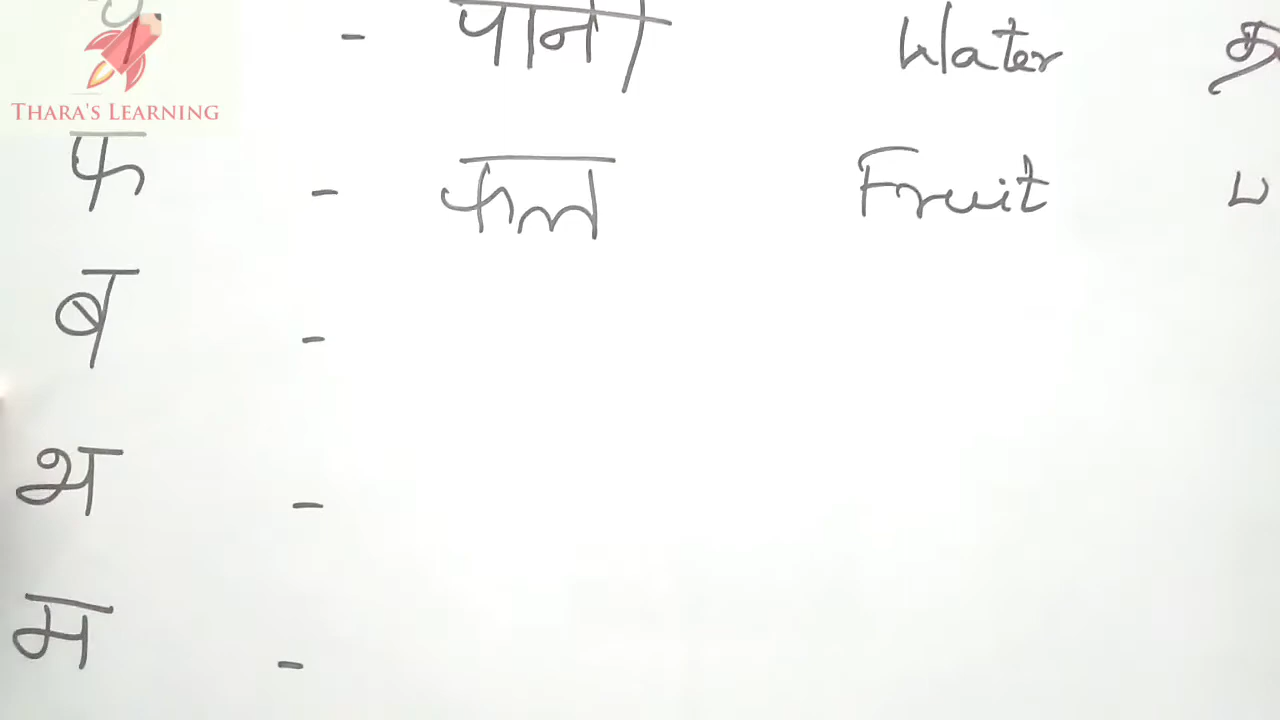 - पानी Water
THARA'S LEARNING
फ - फल Fruit
ब -
भ -
म -